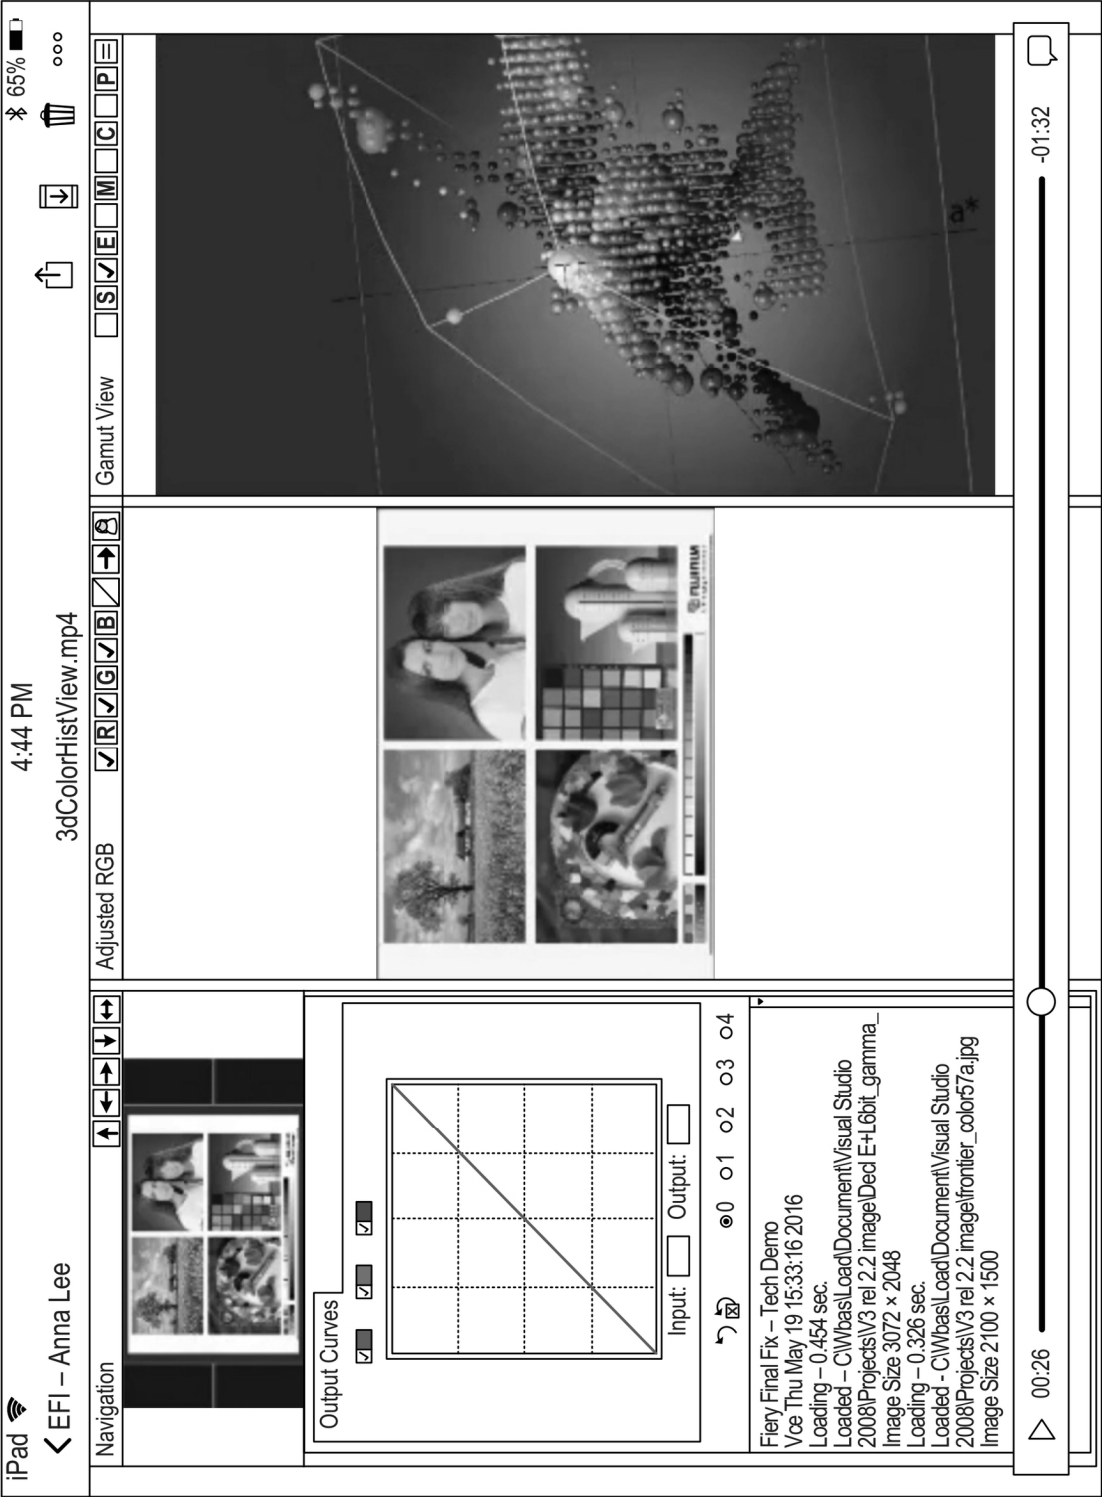 iPad 4:44 PM 65%
EFI – Anna Lee 3dColorHistView.mp4
Navigation
Adjusted RGB R G B
Gamut View S E M C P
FUJIFILM
a*
Output Curves
Input: Output:
0 1 2 3 4
Fiery Final Fix – Tech Demo
Vce Thu May 19 15:33:16 2016
Loading – 0.454 sec.
Loaded – C\Wbas\Load\Document\Visual Studio
2008\Projects\V3 rel 2.2 image\Ded E+L6bit_gamma_
Image Size 3072 × 2048
Loading – 0.326 sec.
Loaded - C\Wbas\Load\Document\Visual Studio
2008\Projects\V3 rel 2.2 image\frontier_color57a.jpg
Image Size 2100 × 1500
00:26 -01:32